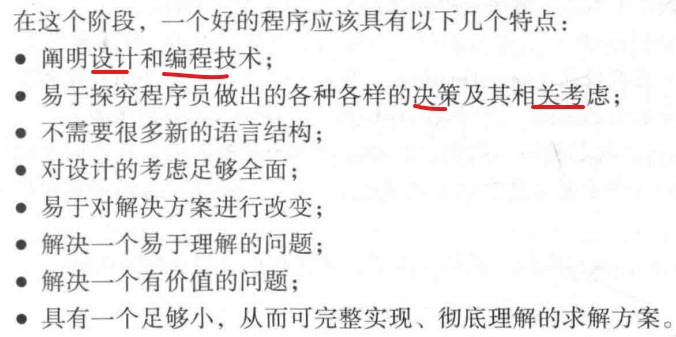 在这个阶段，一个好的程序应该具有以下几个特点：
● 阐明设计和编程技术；
● 易于探究程序员做出的各种各样的决策及其相关考虑；
● 不需要很多新的语言结构；
● 对设计的考虑足够全面；
● 易于对解决方案进行改变；
● 解决一个易于理解的问题；
● 解决一个有价值的问题；
● 具有一个足够小，从而可完整实现、彻底理解的求解方案。